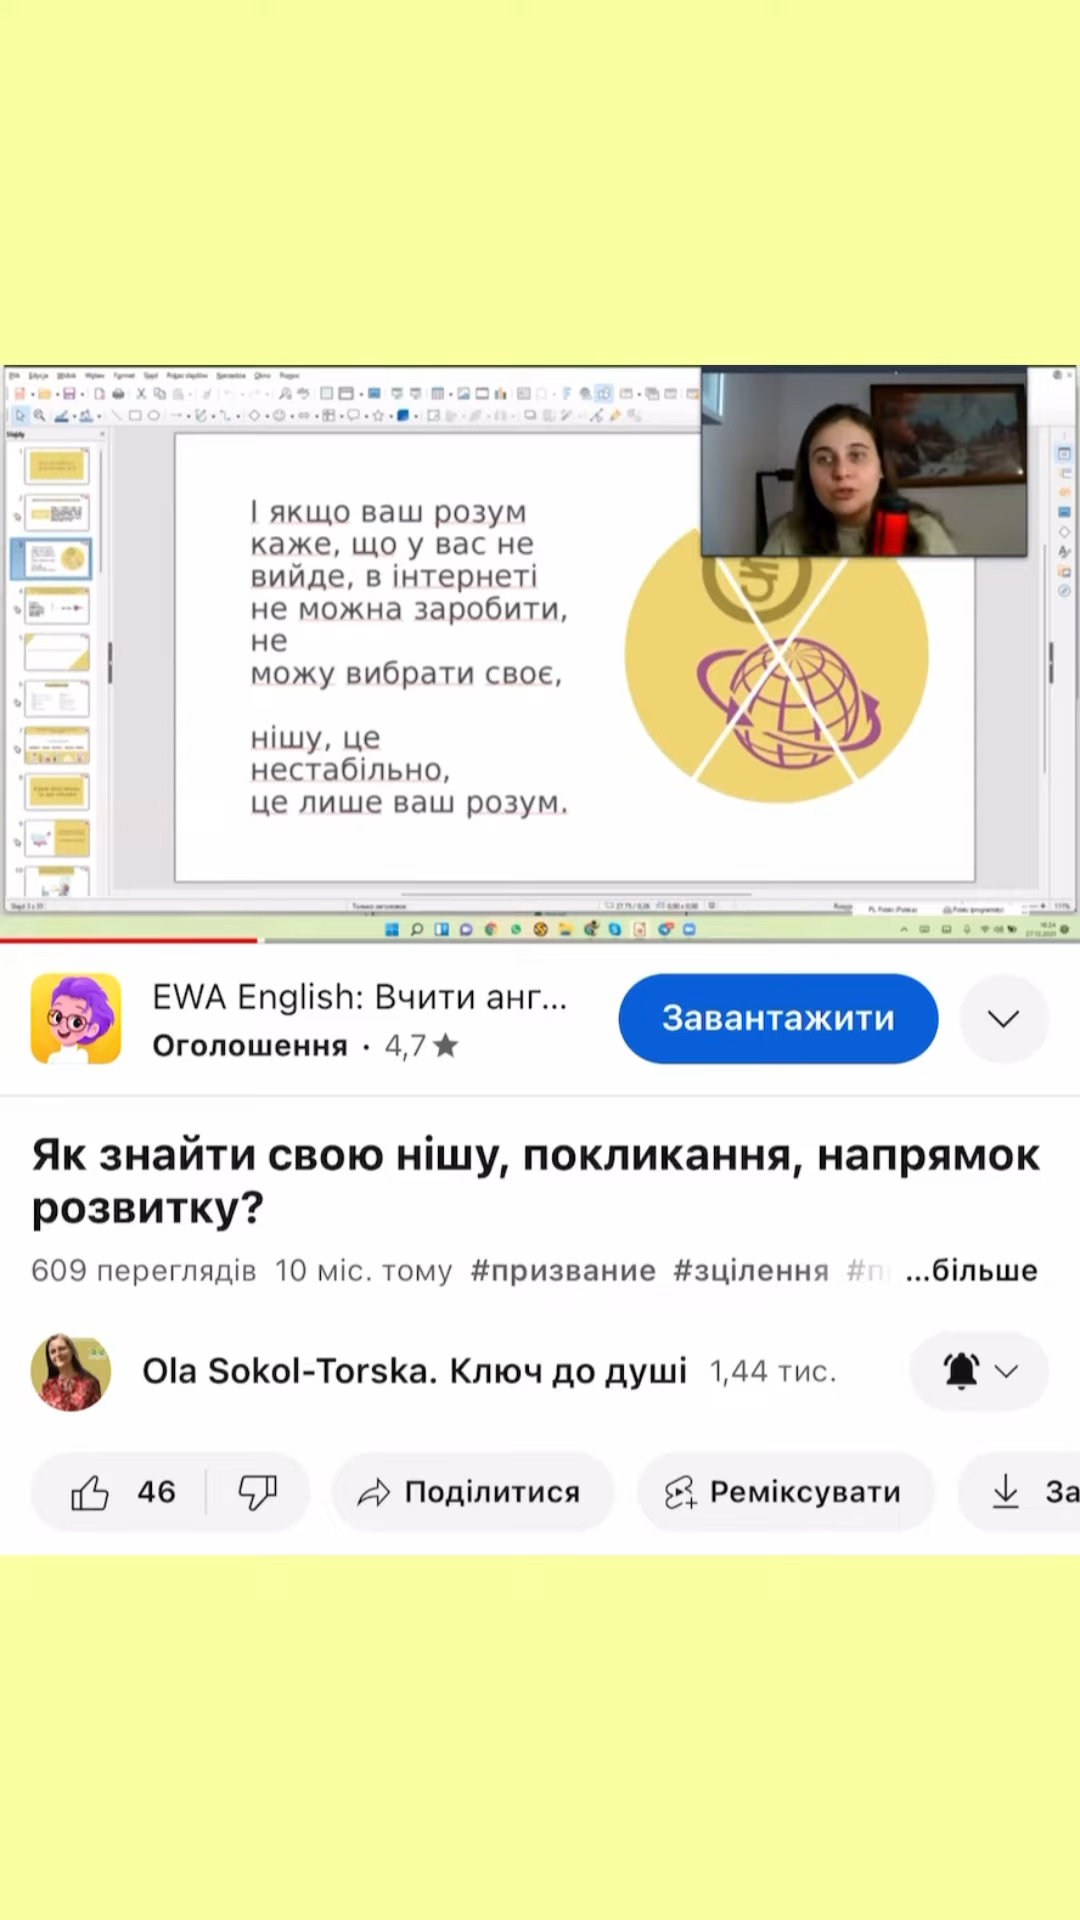 І якщо ваш розум
каже, що у вас не
вийде, в інтернеті
не можна заробити,
не
можу вибрати своє,
нішу, це
нестабільно,
це лише ваш розум.
EWA English: Вчити анг...
Оголошення · 4,7★
Завантажити
Як знайти свою нішу, покликання, напрямок
розвитку?
609 переглядів 10 міс. тому #призвание #зцілення ...більше
Ola Sokol-Torska. Ключ до душі 1,44 тис.
46
Поділитися
Реміксувати
За